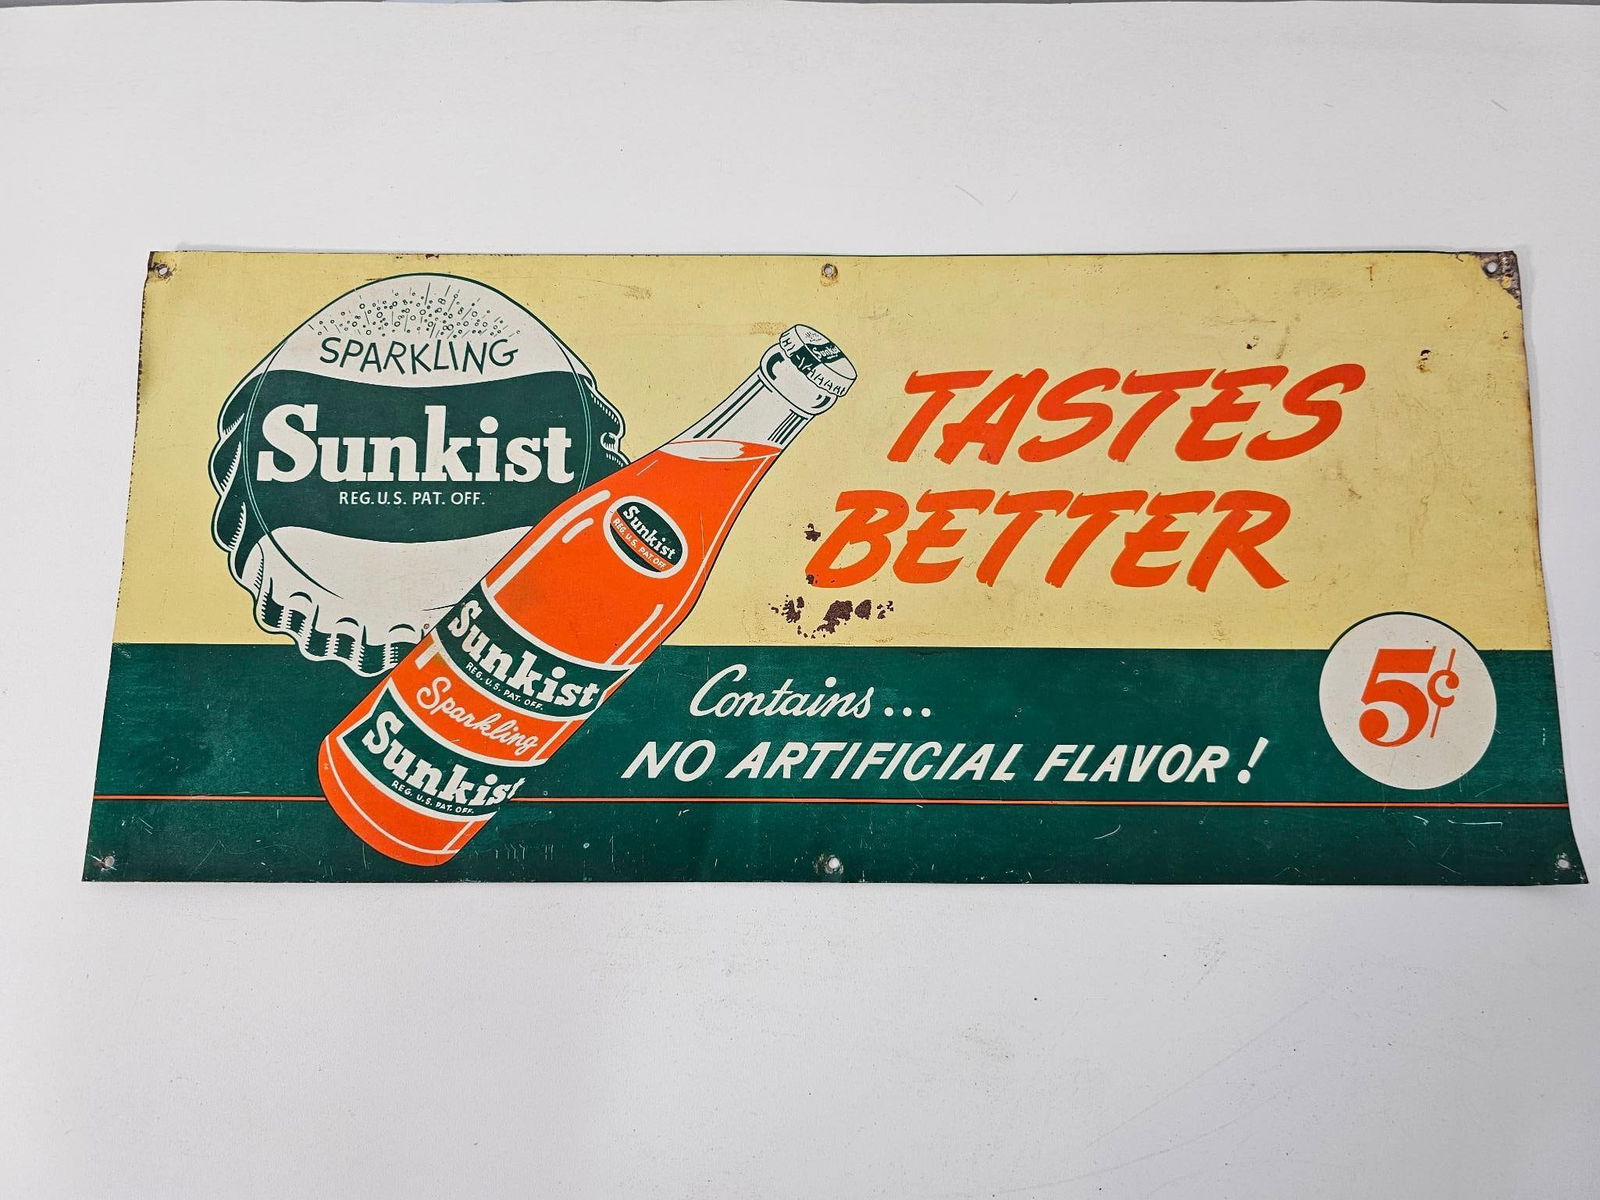 SPARKLING
Sunkist
REG. U.S. PAT. OFF.
Sunkist
TASTES
BETTER
Sunkist
REG. U.S. PAT. OFF.
Sunkist
REG. U.S. PAT. OFF.
Sparkling
Sunkist
REG. U.S. PAT. OFF.
Contains...
NO ARTIFICIAL FLAVOR!
5¢